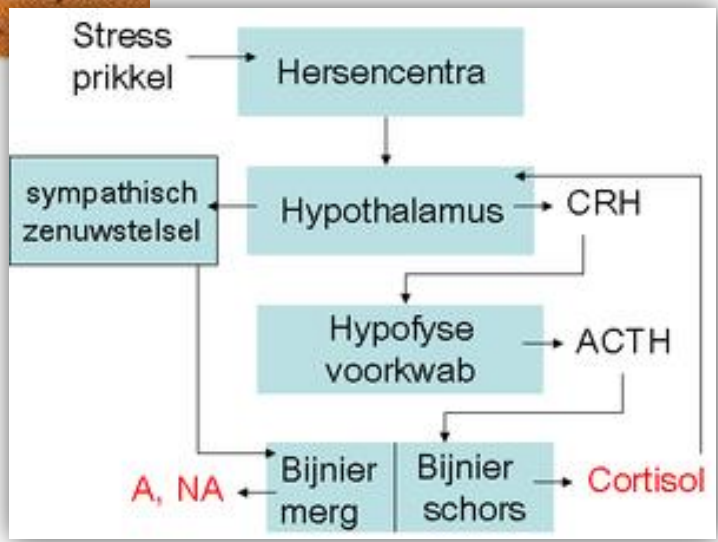 Stress
prikkel
Hersencentra
sympathisch
zenuwstelsel
Hypothalamus
CRH
Hypofyse
voorkwab
ACTH
Bijnier
merg
Bijnier
schors
A, NA
Cortisol